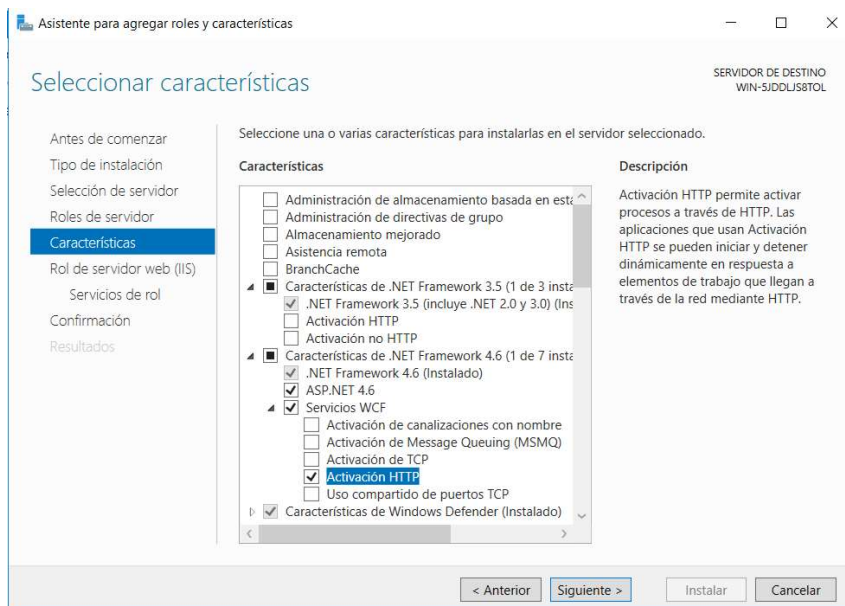 Asistente para agregar roles y características
Seleccionar características
SERVIDOR DE DESTINO
WIN-5JDDLJS8TOL
Antes de comenzar
Tipo de instalación
Selección de servidor
Roles de servidor
Características
Rol de servidor web (IIS)
Servicios de rol
Confirmación
Resultados
Seleccione una o varias características para instalarlas en el servidor seleccionado.
Características
Administración de almacenamiento basada en está
Administración de directivas de grupo
Almacenamiento mejorado
Asistencia remota
BranchCache
Características de .NET Framework 3.5 (1 de 3 insta
.NET Framework 3.5 (incluye .NET 2.0 y 3.0) (Ins
Activación HTTP
Activación no HTTP
Características de .NET Framework 4.6 (1 de 7 insta
.NET Framework 4.6 (Instalado)
ASP.NET 4.6
Servicios WCF
Activación de canalizaciones con nombre
Activación de Message Queuing (MSMQ)
Activación de TCP
Activación HTTP
Uso compartido de puertos TCP
Características de Windows Defender (Instalado)
Descripción
Activación HTTP permite activar
procesos a través de HTTP. Las
aplicaciones que usan Activación
HTTP se pueden iniciar y detener
dinámicamente en respuesta a
elementos de trabajo que llegan a
través de la red mediante HTTP.
< Anterior
Siguiente >
Instalar
Cancelar